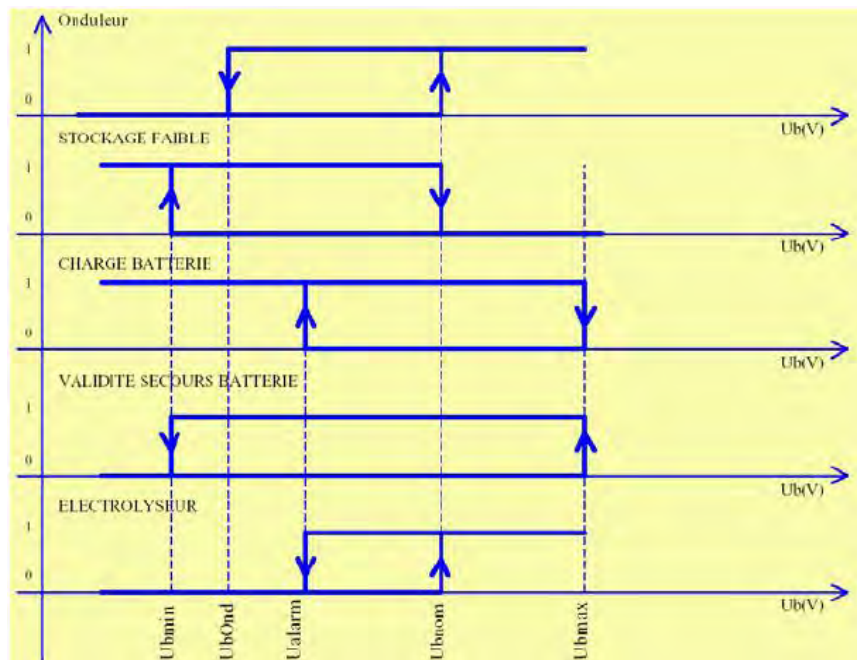 Onduleur
1
0
Ub(V)
STOCKAGE FAIBLE
1
0
Ub(V)
CHARGE BATTERIE
1
0
Ub(V)
VALIDITE SECOURS BATTERIE
1
0
Ub(V)
ELECTROLYSEUR
1
0
Ub(V)
Ubmin
UbOnd
Ualarm
Ubnom
Ubmax